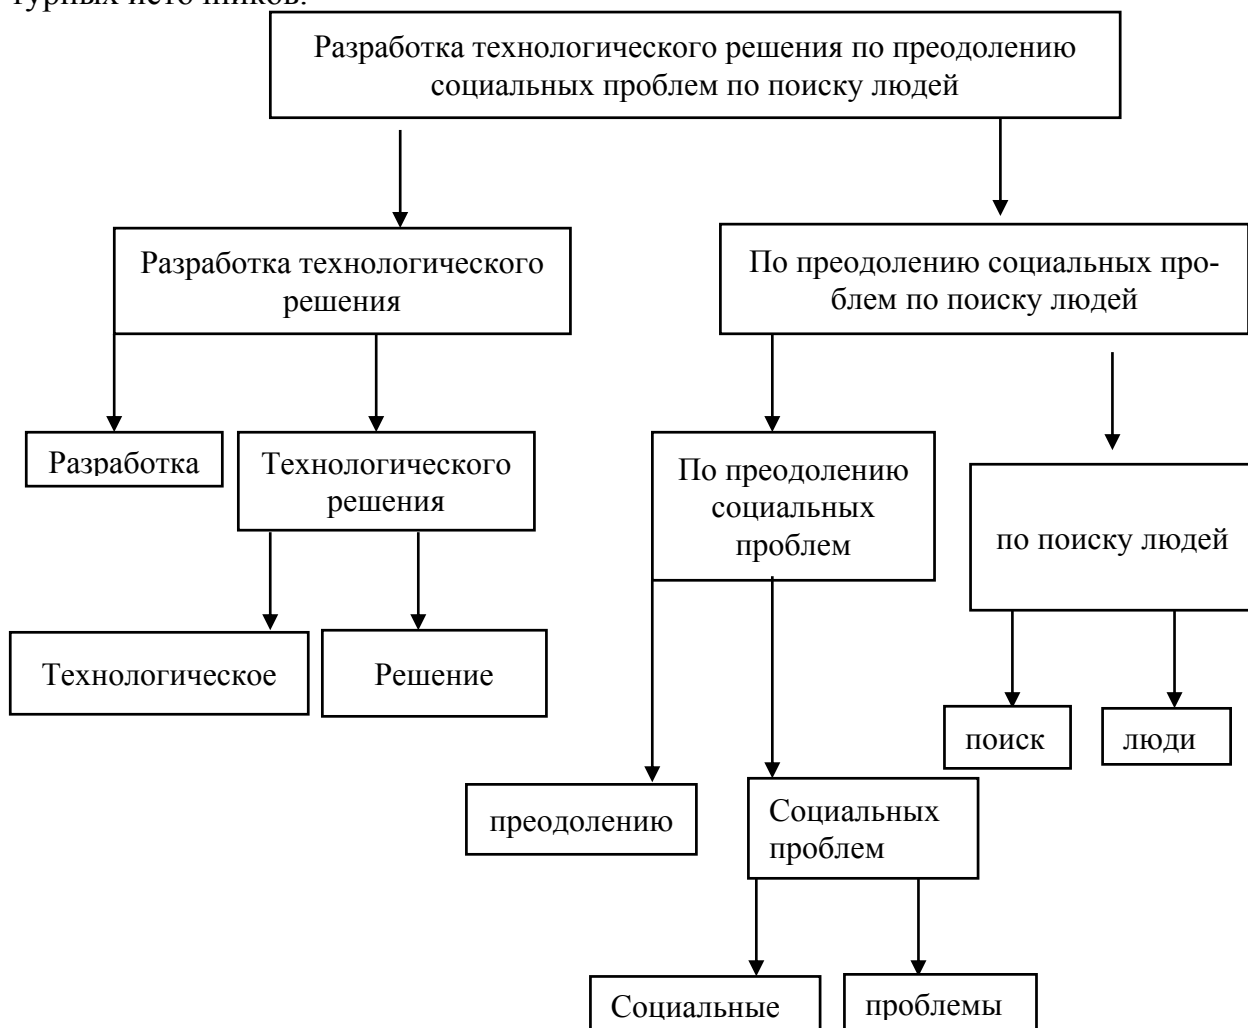 турных источников.
Разработка технологического решения по преодолению
социальных проблем по поиску людей
Разработка технологического
решения
По преодолению социальных про-
блем по поиску людей
Разработка
Технологического
решения
По преодолению
социальных
проблем
по поиску людей
Технологическое
Решение
поиск
люди
преодолению
Социальных
проблем
Социальные
проблемы